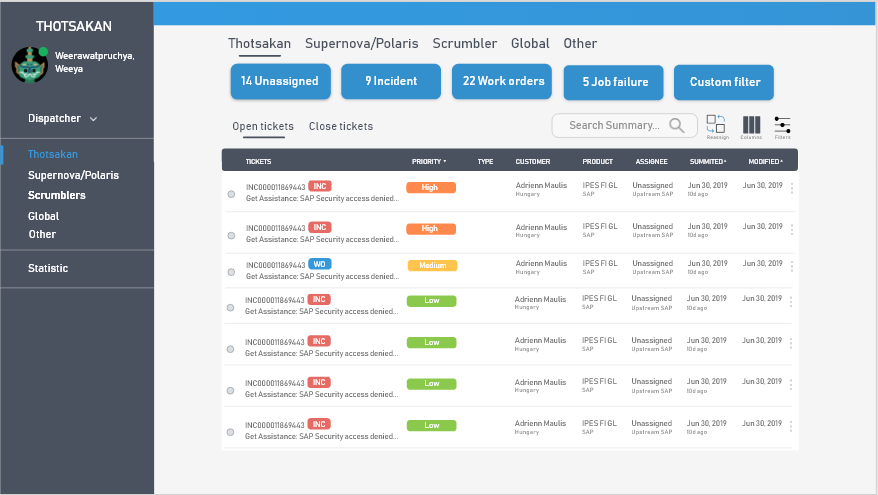 THOTSAKAN
Weerawatpruchya,
Weeya
Dispatcher
Thotsakan
Supernova/Polaris
Scrumblers
Global
Other
Statistic
Thotsakan Supernova/Polaris Scrumbler Global Other
14 Unassigned 9 Incident 22 Work orders 5 Job failure Custom filter
Open tickets Close tickets
Search Summary...
Reassign Columns Filters
TICKETS PRIORITY TYPE CUSTOMER PRODUCT ASSIGNEE SUMMITED MODIFIED
INC000011869443 INC High Adrienn Maulis IPES FI GL Unassigned Jun 30, 2019 Jun 30, 2019
Get Assistance: SAP Security access denied... Hungary SAP Upstream SAP 10d ago
INC000011869443 INC High Adrienn Maulis IPES FI GL Unassigned Jun 30, 2019 Jun 30, 2019
Get Assistance: SAP Security access denied... Hungary SAP Upstream SAP 10d ago
INC000011869443 WO Medium Adrienn Maulis IPES FI GL Unassigned Jun 30, 2019 Jun 30, 2019
Get Assistance: SAP Security access denied... Hungary SAP Upstream SAP 10d ago
INC000011869443 INC Low Adrienn Maulis IPES FI GL Unassigned Jun 30, 2019 Jun 30, 2019
Get Assistance: SAP Security access denied... Hungary SAP Upstream SAP 10d ago
INC000011869443 INC Low Adrienn Maulis IPES FI GL Unassigned Jun 30, 2019 Jun 30, 2019
Get Assistance: SAP Security access denied... Hungary SAP Upstream SAP 10d ago
INC000011869443 INC Low Adrienn Maulis IPES FI GL Unassigned Jun 30, 2019 Jun 30, 2019
Get Assistance: SAP Security access denied... Hungary SAP Upstream SAP 10d ago
INC000011869443 INC Low Adrienn Maulis IPES FI GL Unassigned Jun 30, 2019 Jun 30, 2019
Get Assistance: SAP Security access denied... Hungary SAP Upstream SAP 10d ago